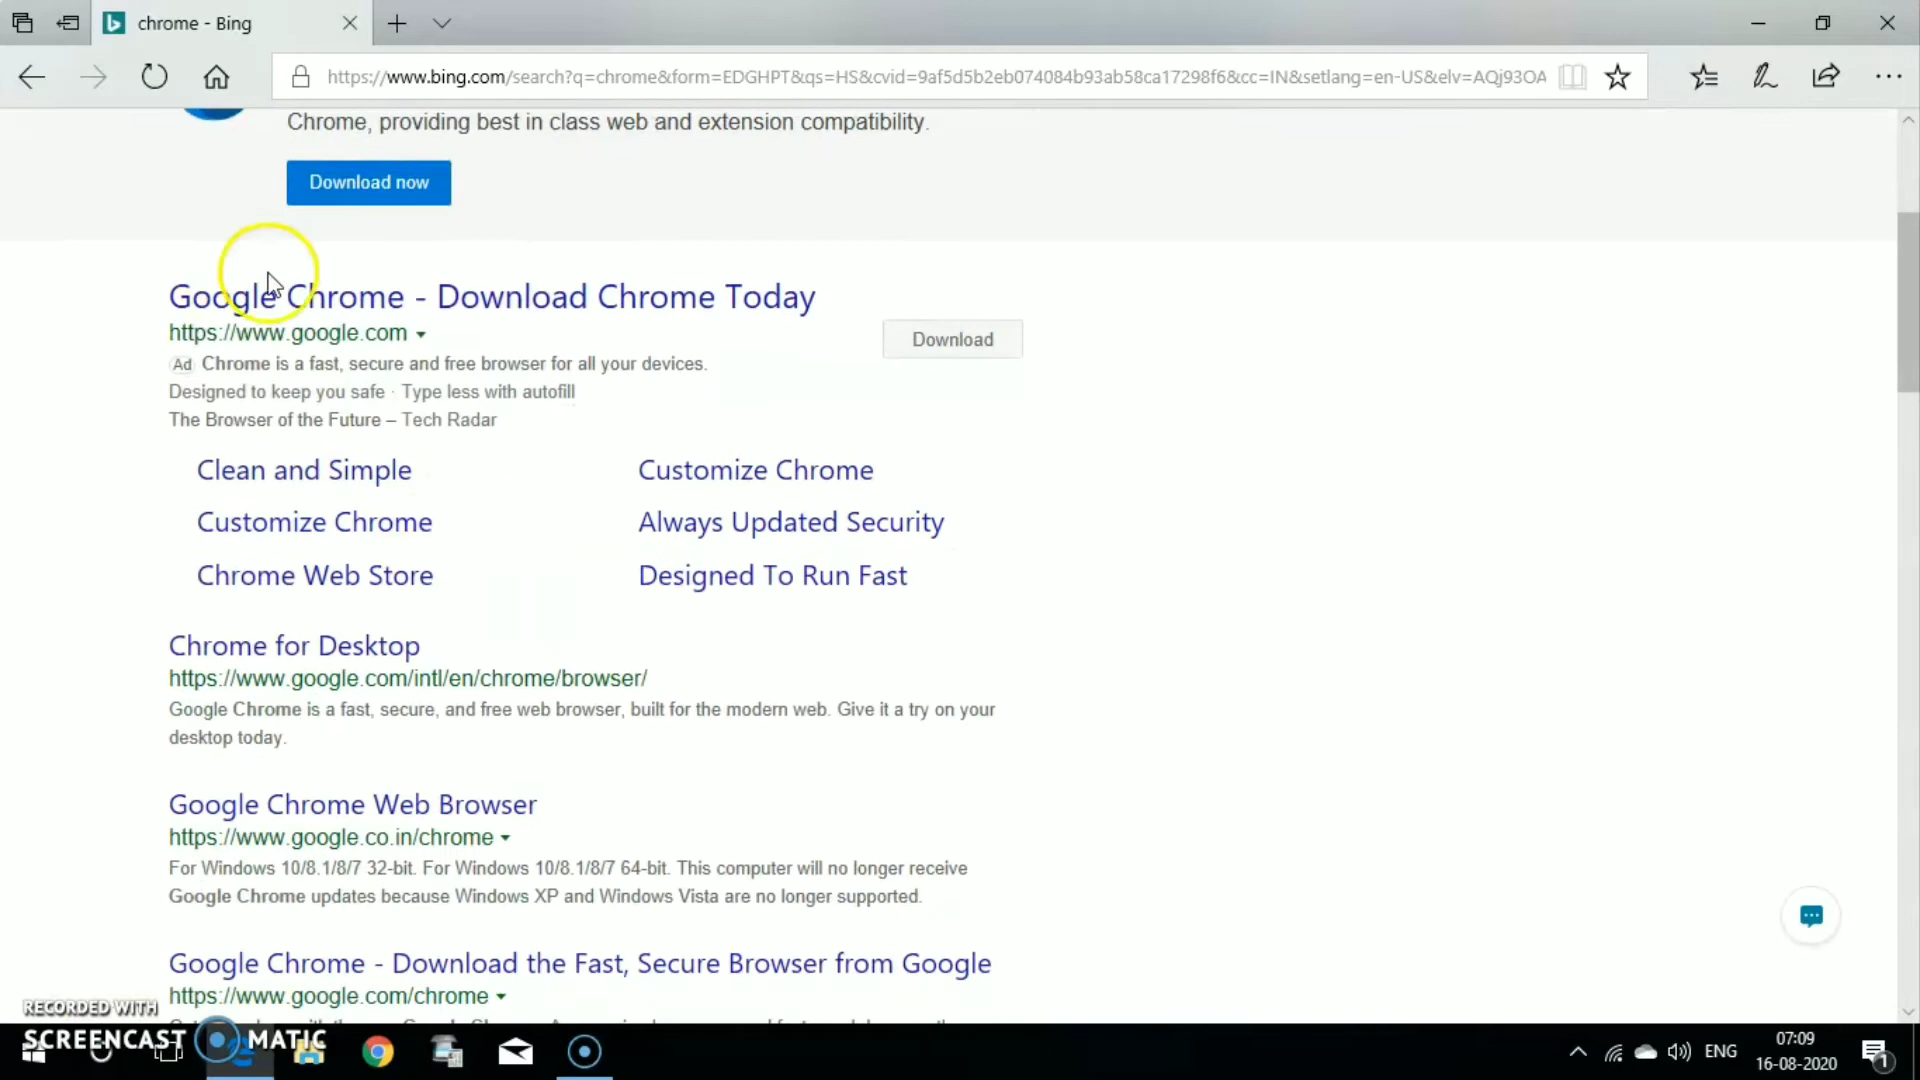 chrome - Bing
https://www.bing.com/search?q=chrome&form=EDGHPT&qs=HS&cvid=9af5d5b2eb074084b93ab58ca17298f6&cc=IN&setlang=en-US&elv=AQj93OA
Chrome, providing best in class web and extension compatibility.
Download now
Google Chrome - Download Chrome Today
https://www.google.com
Download
Ad Chrome is a fast, secure and free browser for all your devices.
Designed to keep you safe · Type less with autofill
The Browser of the Future – Tech Radar
Clean and Simple
Customize Chrome
Customize Chrome
Always Updated Security
Chrome Web Store
Designed To Run Fast
Chrome for Desktop
https://www.google.com/intl/en/chrome/browser/
Google Chrome is a fast, secure, and free web browser, built for the modern web. Give it a try on your
desktop today.
Google Chrome Web Browser
https://www.google.co.in/chrome
For Windows 10/8.1/8/7 32-bit. For Windows 10/8.1/8/7 64-bit. This computer will no longer receive
Google Chrome updates because Windows XP and Windows Vista are no longer supported.
Google Chrome - Download the Fast, Secure Browser from Google
https://www.google.com/chrome
RECORDED WITH
SCREENCAST MATIC
ENG
07:09
16-08-2020
1